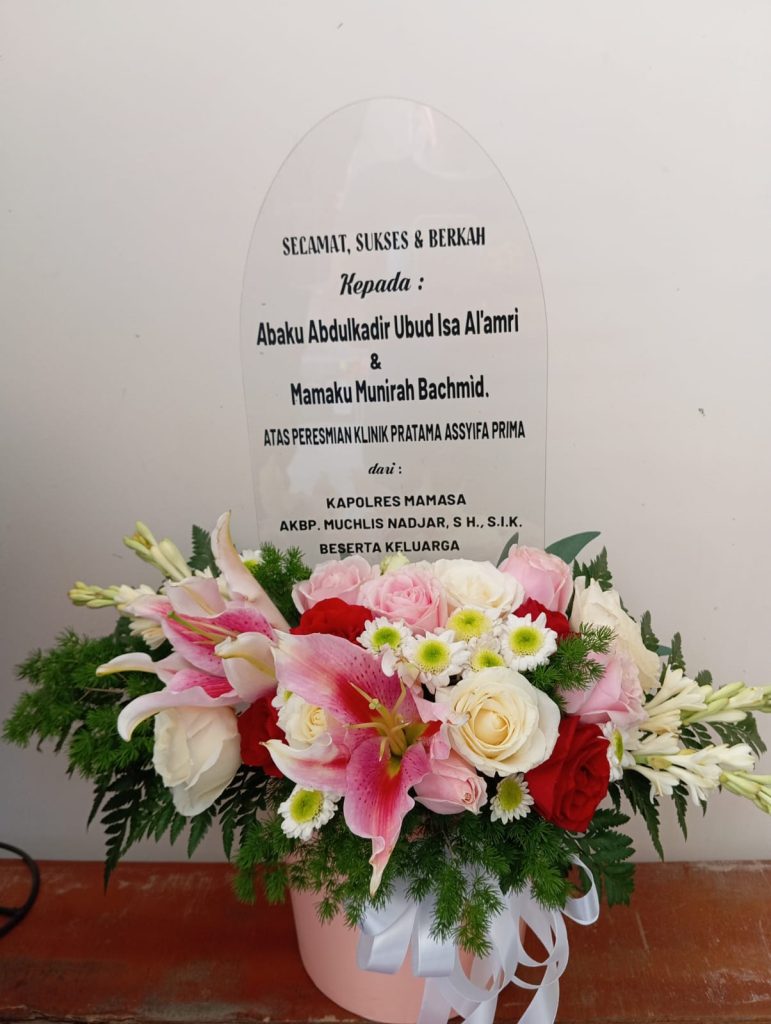 SELAMAT, SUKSES & BERKAH
Kepada :
Abaku Abdulkadir Ubud Isa Al'amri
&
Mamaku Munirah Bachmid.
ATAS PERESMIAN KLINIK PRATAMA ASSYIFA PRIMA
dari :
KAPOLRES MAMASA
AKBP. MUCHLIS NADJAR, S H., S.I.K.
BESERTA KELUARGA